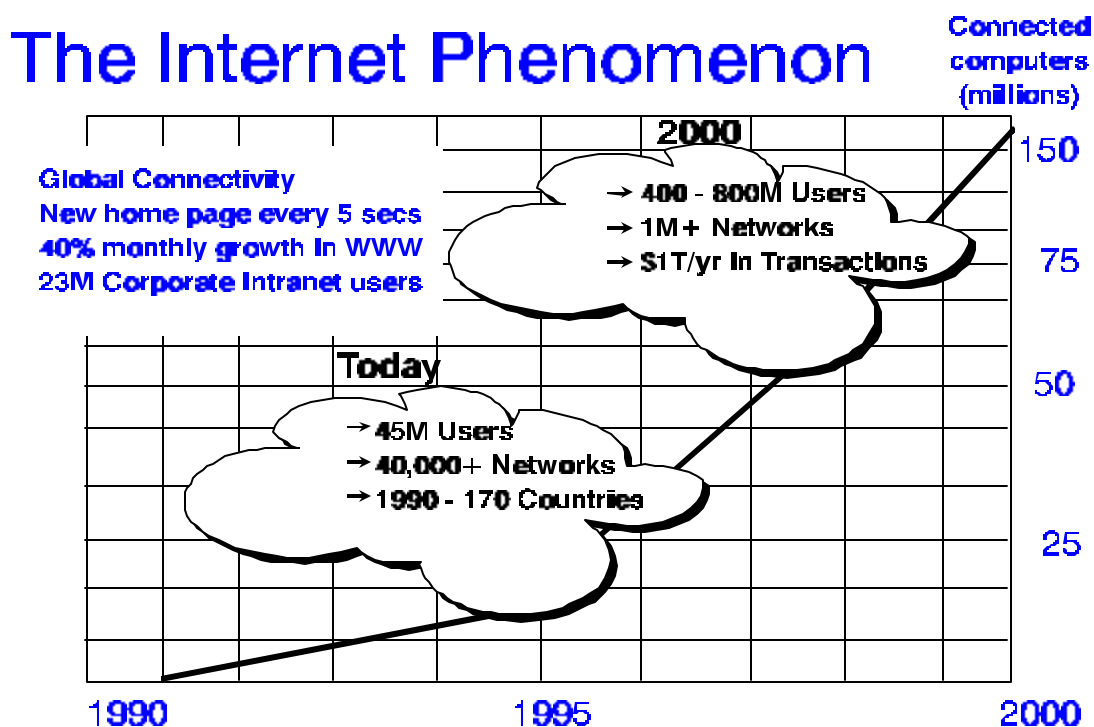 The Internet Phenomenon
Connected
computers
(millions)
2000
Global Connectivity
New home page every 5 secs
40% monthly growth in WWW
23M Corporate Intranet users
→ 400 - 800M Users
→ 1M+ Networks
→ $1T/yr in Transactions
150
75
50
25
Today
→ 45M Users
→ 40,000+ Networks
→ 1990 - 170 Countries
1990
1995
2000